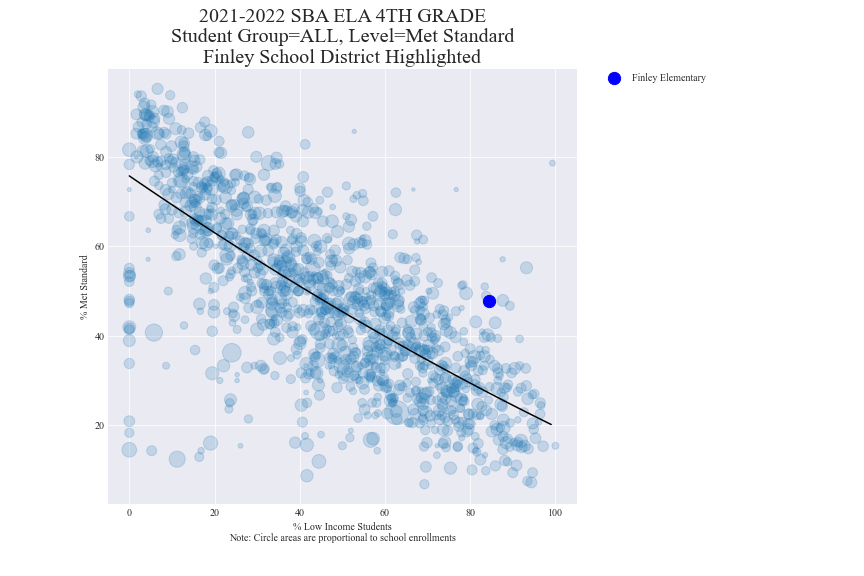 2021-2022 SBA ELA 4TH GRADE
Student Group=ALL, Level=Met Standard
Finley School District Highlighted
Finley Elementary
% Met Standard
80
60
40
20
0 20 40 60 80 100
% Low Income Students
Note: Circle areas are proportional to school enrollments